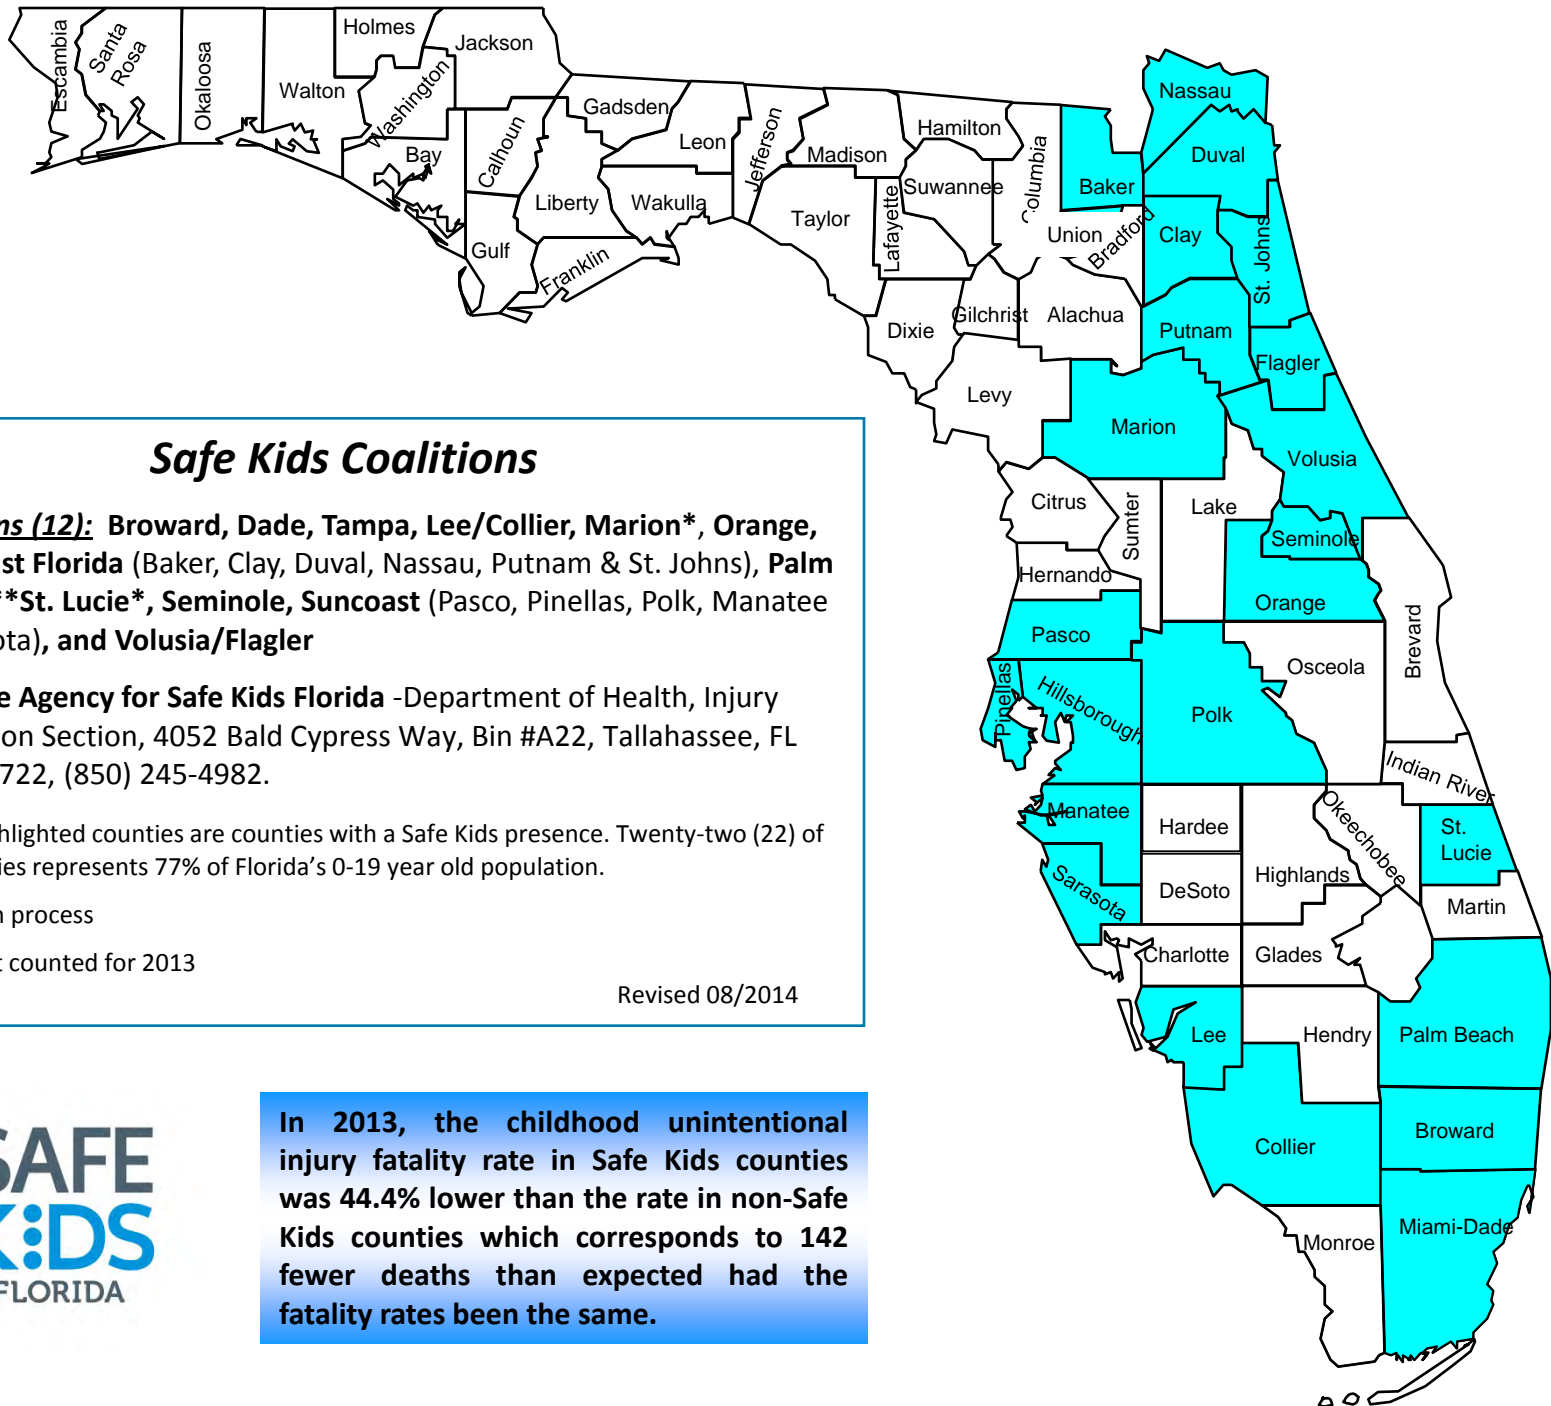 Escambia
Santa
Rosa
Okaloosa
Walton
Holmes
Washington
Jackson
Bay
Calhoun
Gulf
Gadsden
Liberty
Franklin
Leon
Wakulla
Jefferson
Madison
Taylor
Hamilton
Suwannee
Lafayette
Columbia
Baker
Nassau
Duval
Union
Bradford
Clay
St. Johns
Dixie
Gilchrist
Alachua
Putnam
Flagler
Levy
Marion
Volusia
Citrus
Sumter
Lake
Seminole
Hernando
Orange
Brevard
Pasco
Osceola
Pinellas
Hillsborough
Polk
Indian River
Manatee
Hardee
Okeechobee
St.
Lucie
Sarasota
DeSoto
Highlands
Martin
Charlotte
Glades
Lee
Hendry
Palm Beach
Collier
Broward
Monroe
Miami-Dade
Safe Kids Coalitions
ns (12): Broward, Dade, Tampa, Lee/Collier, Marion*, Orange,
st Florida (Baker, Clay, Duval, Nassau, Putnam & St. Johns), Palm
**St. Lucie*, Seminole, Suncoast (Pasco, Pinellas, Polk, Manatee
ota), and Volusia/Flagler
e Agency for Safe Kids Florida -Department of Health, Injury
on Section, 4052 Bald Cypress Way, Bin #A22, Tallahassee, FL
722, (850) 245-4982.
hlighted counties are counties with a Safe Kids presence. Twenty-two (22) of
ies represents 77% of Florida's 0-19 year old population.
n process
t counted for 2013
Revised 08/2014
SAFE
KIDS
FLORIDA
In 2013, the childhood unintentional
injury fatality rate in Safe Kids counties
was 44.4% lower than the rate in non-Safe
Kids counties which corresponds to 142
fewer deaths than expected had the
fatality rates been the same.